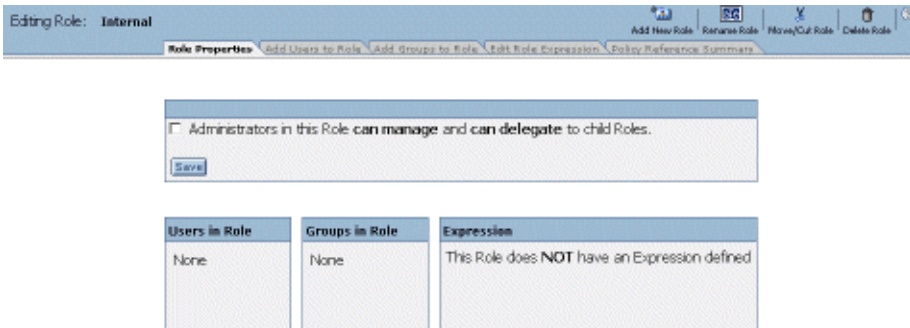 Editing Role: Internal
Add New Role Rename Role Move/Cut Role Delete Role
Role Properties Add Users to Role Add Groups to Role Edit Role Expression Policy Reference Summary
Administrators in this Role can manage and can delegate to child Roles.
Save
Users in Role Groups in Role Expression
None None This Role does NOT have an Expression defined